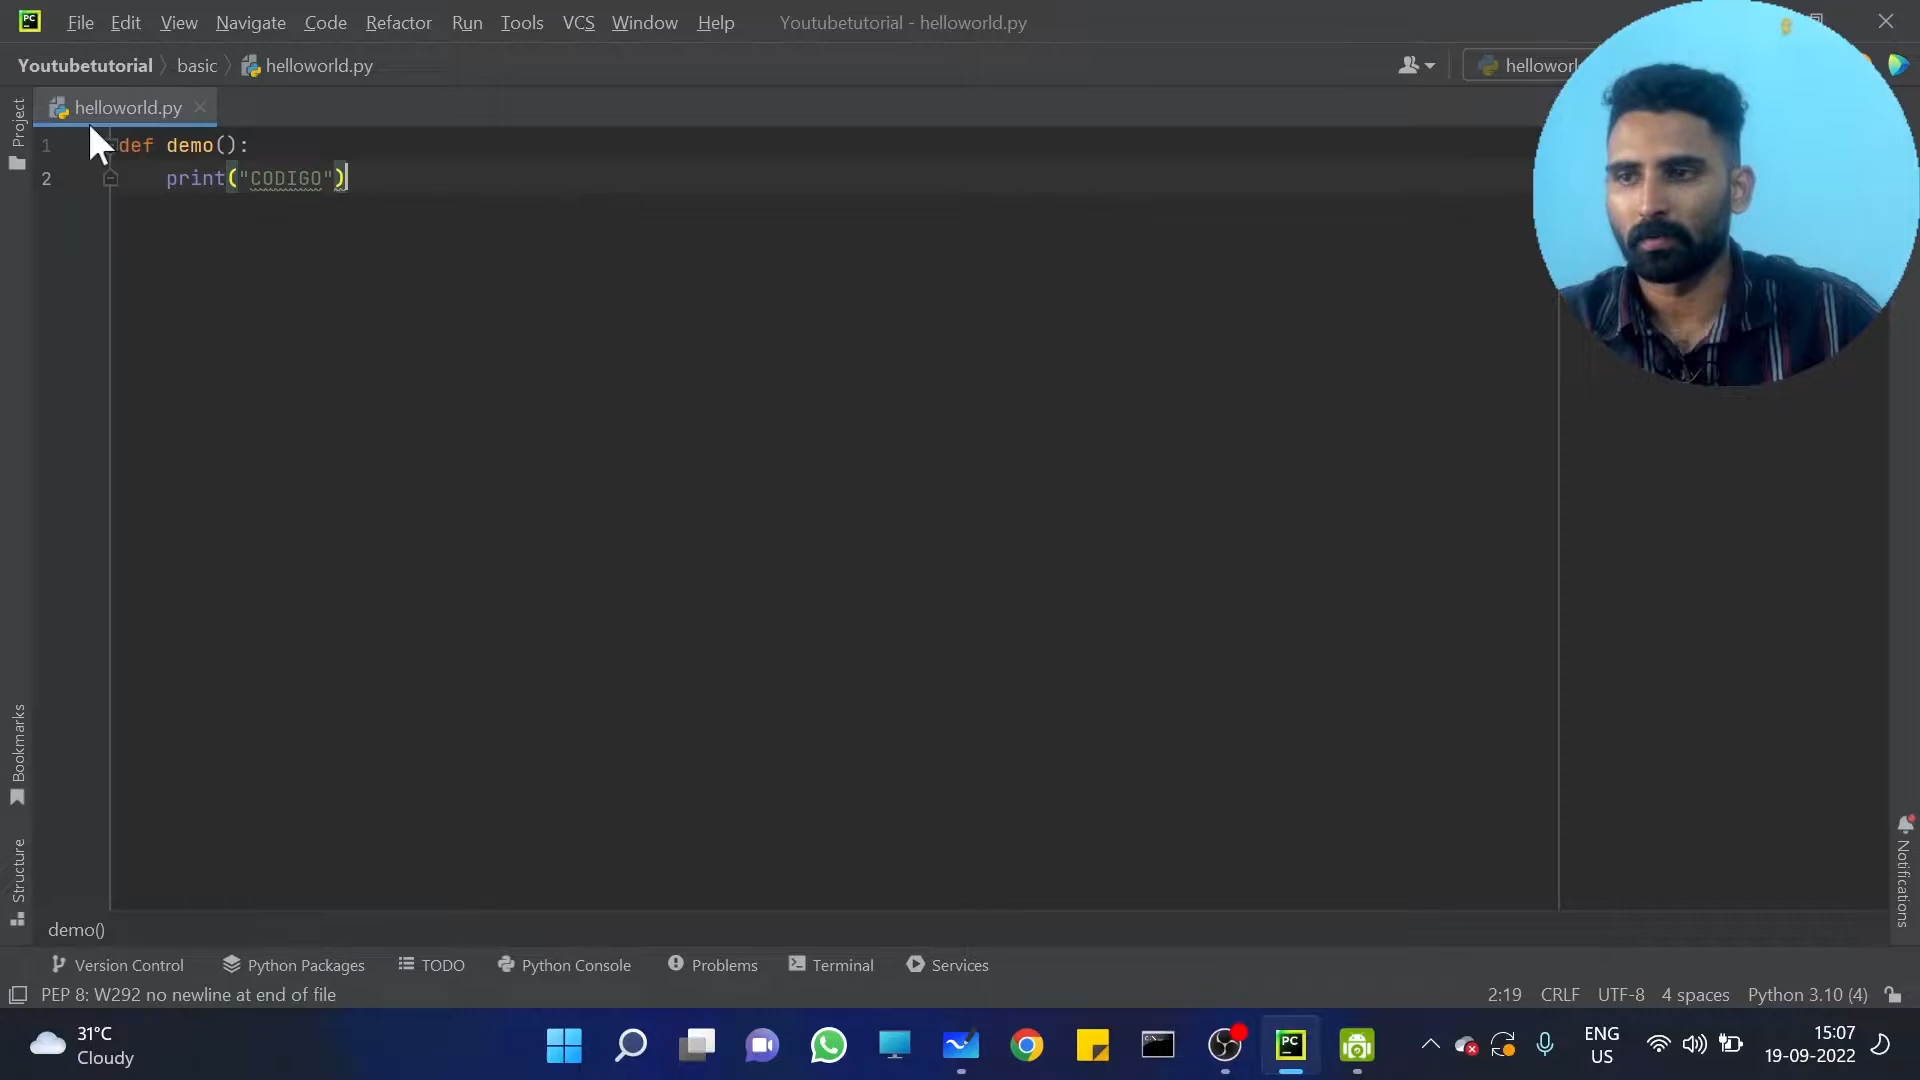 File Edit View Navigate Code Refactor Run Tools VCS Window Help Youtubetutorial - helloworld.py
Youtubetutorial basic helloworld.py
helloworld.py
1 def demo():
2 print("CODIGO")
Project
Bookmarks
Structure
Notifications
demo()
Version Control Python Packages TODO Python Console Problems Terminal Services
PEP 8: W292 no newline at end of file 2:19 CRLF UTF-8 4 spaces Python 3.10 (4)
31°C
Cloudy
PC
ENG
US
15:07
19-09-2022